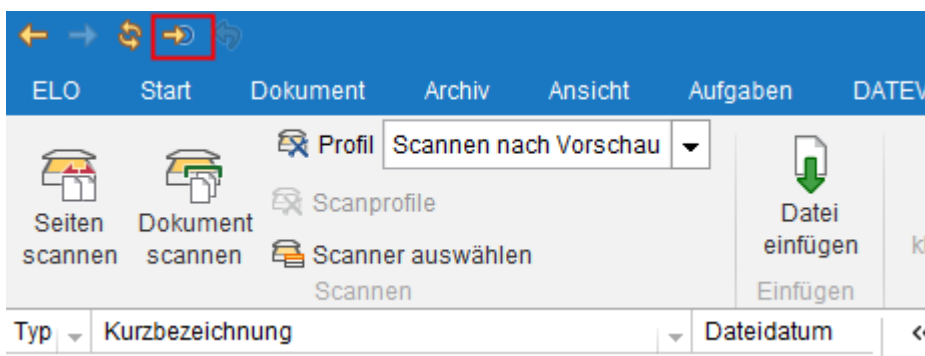 ELO Start Dokument Archiv Ansicht Aufgaben DATEV
Profil Scannen nach Vorschau
Scanprofile
Seiten scannen
Dokument scannen
Scanner auswählen
Datei einfügen
Scannen
Einfügen
Typ Kurzbezeichnung Dateidatum